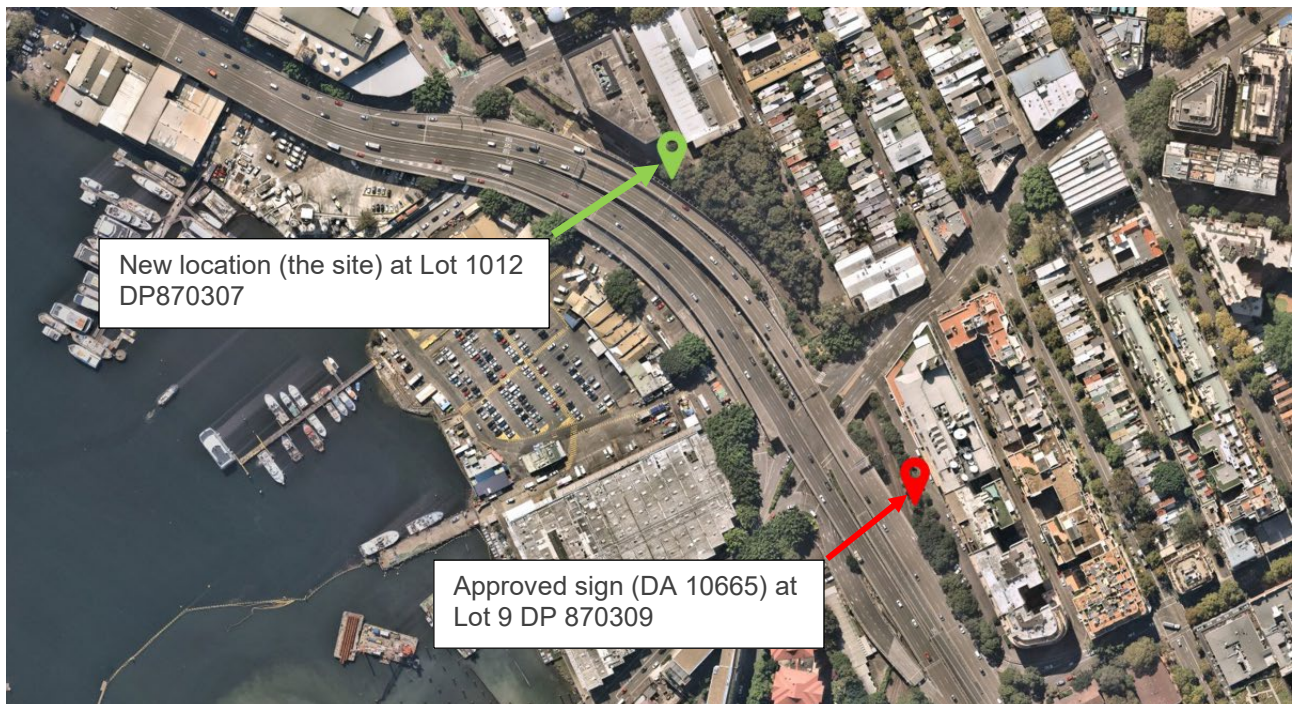 New location (the site) at Lot 1012
DP870307
Approved sign (DA 10665) at
Lot 9 DP 870309